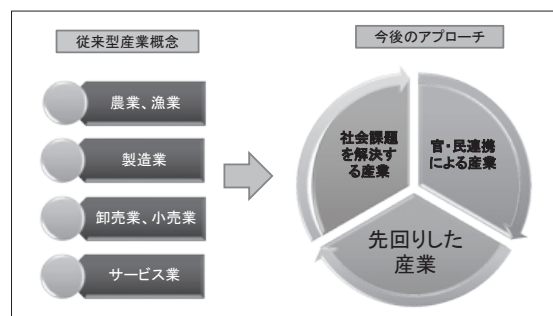 従来型産業概念
農業、漁業
製造業
卸売業、小売業
サービス業
今後のアプローチ
社会課題
を解決す
る産業
官・民連携
による産業
先回りした
産業